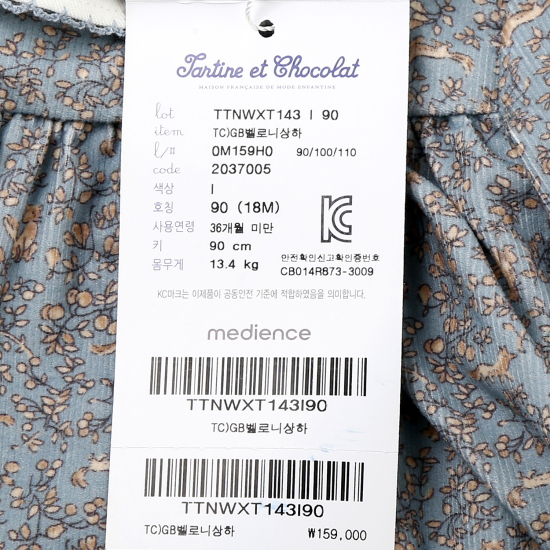 Tartine et Chocolat
MAISON FRANÇAISE DE MODE ENFANTINE
lot TTNWXT143 I 90
item TC)GB벨로니상하
l/# 0M159H0 90/100/110
code 2037005
색상 I
호칭 90 (18M)
사용연령 36개월 미만
키 90 cm
몸무게 13.4 kg
안전확인신고확인증번호
CB014R873-3009
KC마크는 이제품이 공통안전 기준에 적합하였음을 의미합니다.
medience
TTNWXT143I90
TC)GB벨로니상하
TTNWXT143I90
TC)GB벨로니상하 ₩159,000